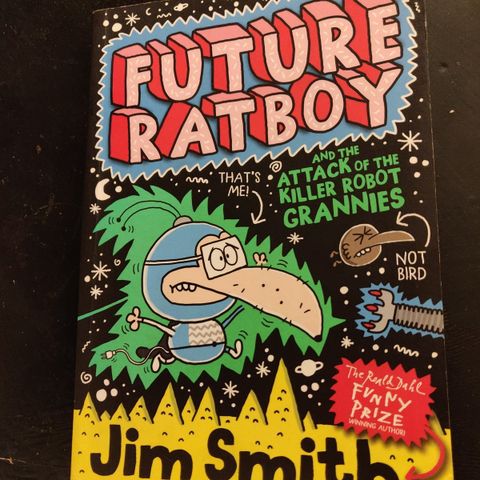 FUTURE
RATBOY
AND THE
ATTACK OF THE
KILLER ROBOT
GRANNIES
THAT'S
ME!
NOT
BIRD
The Roald Dahl
FUNNY
PRIZE
WINNING AUTHOR!
Jim Smith